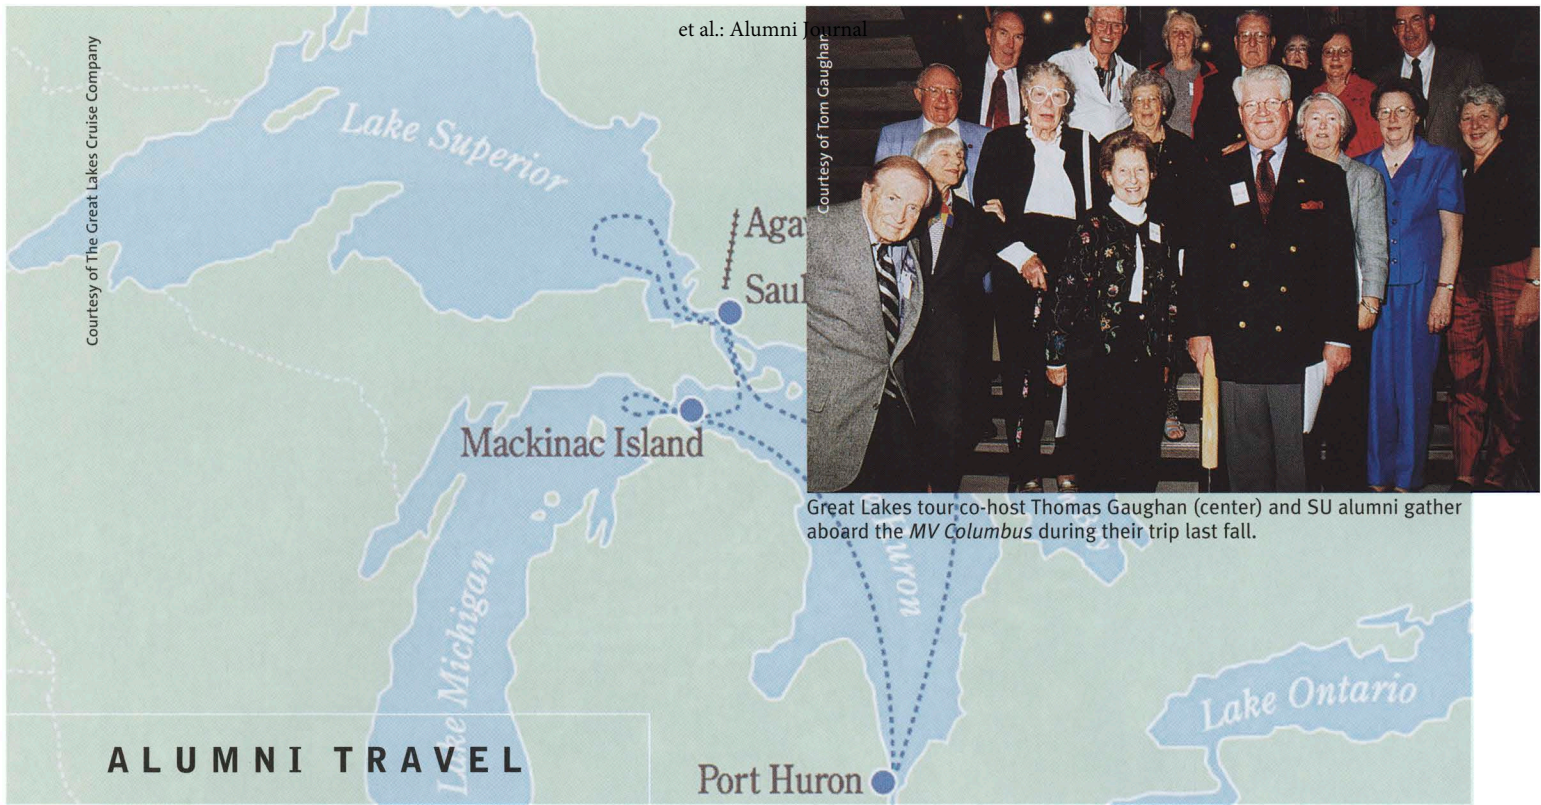 et al.: Alumni Journal
Courtesy of The Great Lakes Cruise Company
Courtesy of Tom Gaughan
Lake Superior
Mackinac Island
Great Lakes tour co-host Thomas Gaughan (center) and SU alumni gather
aboard the MV Columbus during their trip last fall.
Huron
Lake Michigan
Lake Ontario
ALUMNI TRAVEL
Port Huron